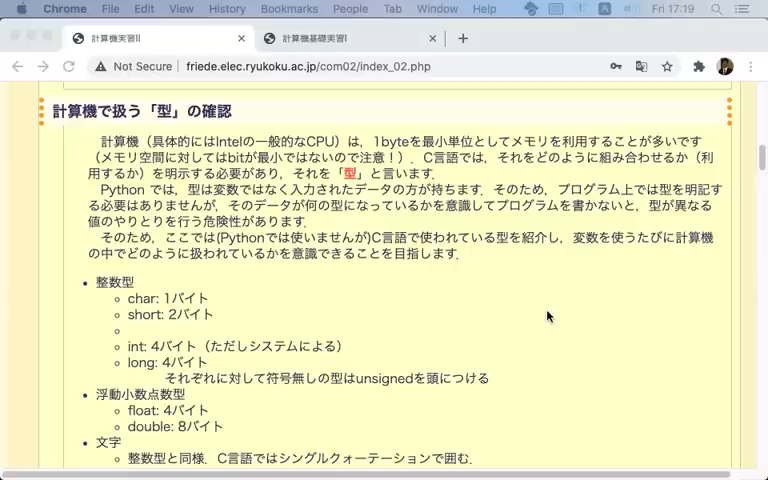 Chrome File Edit View History Bookmarks People Tab Window Help A Fri 17:19
計算機実習II 計算機基礎実習I
Not Secure friede.elec.ryukoku.ac.jp/com02/index_02.php
計算機で扱う「型」の確認
計算機（具体的にはIntelの一般的なCPU）は，1byteを最小単位としてメモリを利用することが多いです
（メモリ空間に対してはbitが最小ではないので注意！）．C言語では，それをどのように組み合わせるか（利
用するか）を明示する必要があり，それを「型」と言います．
Python では，型は変数ではなく入力されたデータの方が持ちます．そのため，プログラム上では型を明記す
る必要はありませんが，そのデータが何の型になっているかを意識してプログラムを書かないと，型が異なる
値のやりとりを行う危険性があります．
そのため，ここでは(Pythonでは使いませんが)C言語で使われている型を紹介し，変数を使うたびに計算機
の中でどのように扱われているかを意識できることを目指します．
整数型
char: 1バイト
short: 2バイト
int: 4バイト（ただしシステムによる）
long: 4バイト
それぞれに対して符号無しの型はunsignedを頭につける
浮動小数点数型
float: 4バイト
double: 8バイト
文字
整数型と同様．C言語ではシングルクォーテーションで囲む．